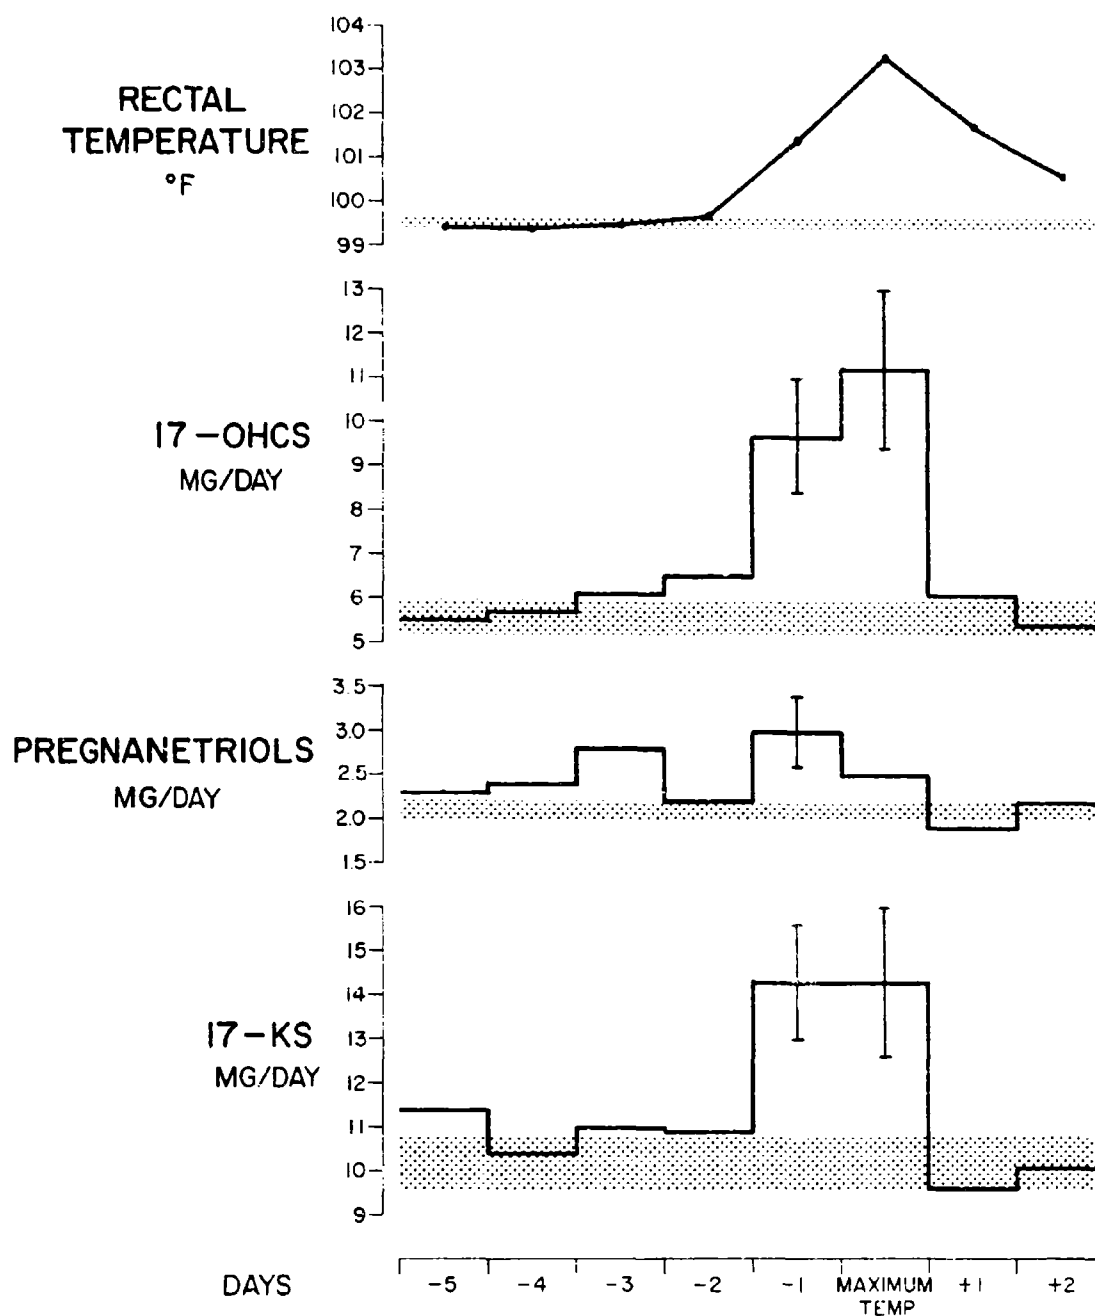 RECTAL
TEMPERATURE
°F
104
103
102
101
100
99
17-OHCS
MG/DAY
13
12
11
10
9
8
7
6
5
PREGNANETRIOLS
MG/DAY
3.5
3.0
2.5
2.0
1.5
17-KS
MG/DAY
16
15
14
13
12
11
10
9
DAYS
-5 -4 -3 -2 -1 MAXIMUM TEMP +1 +2